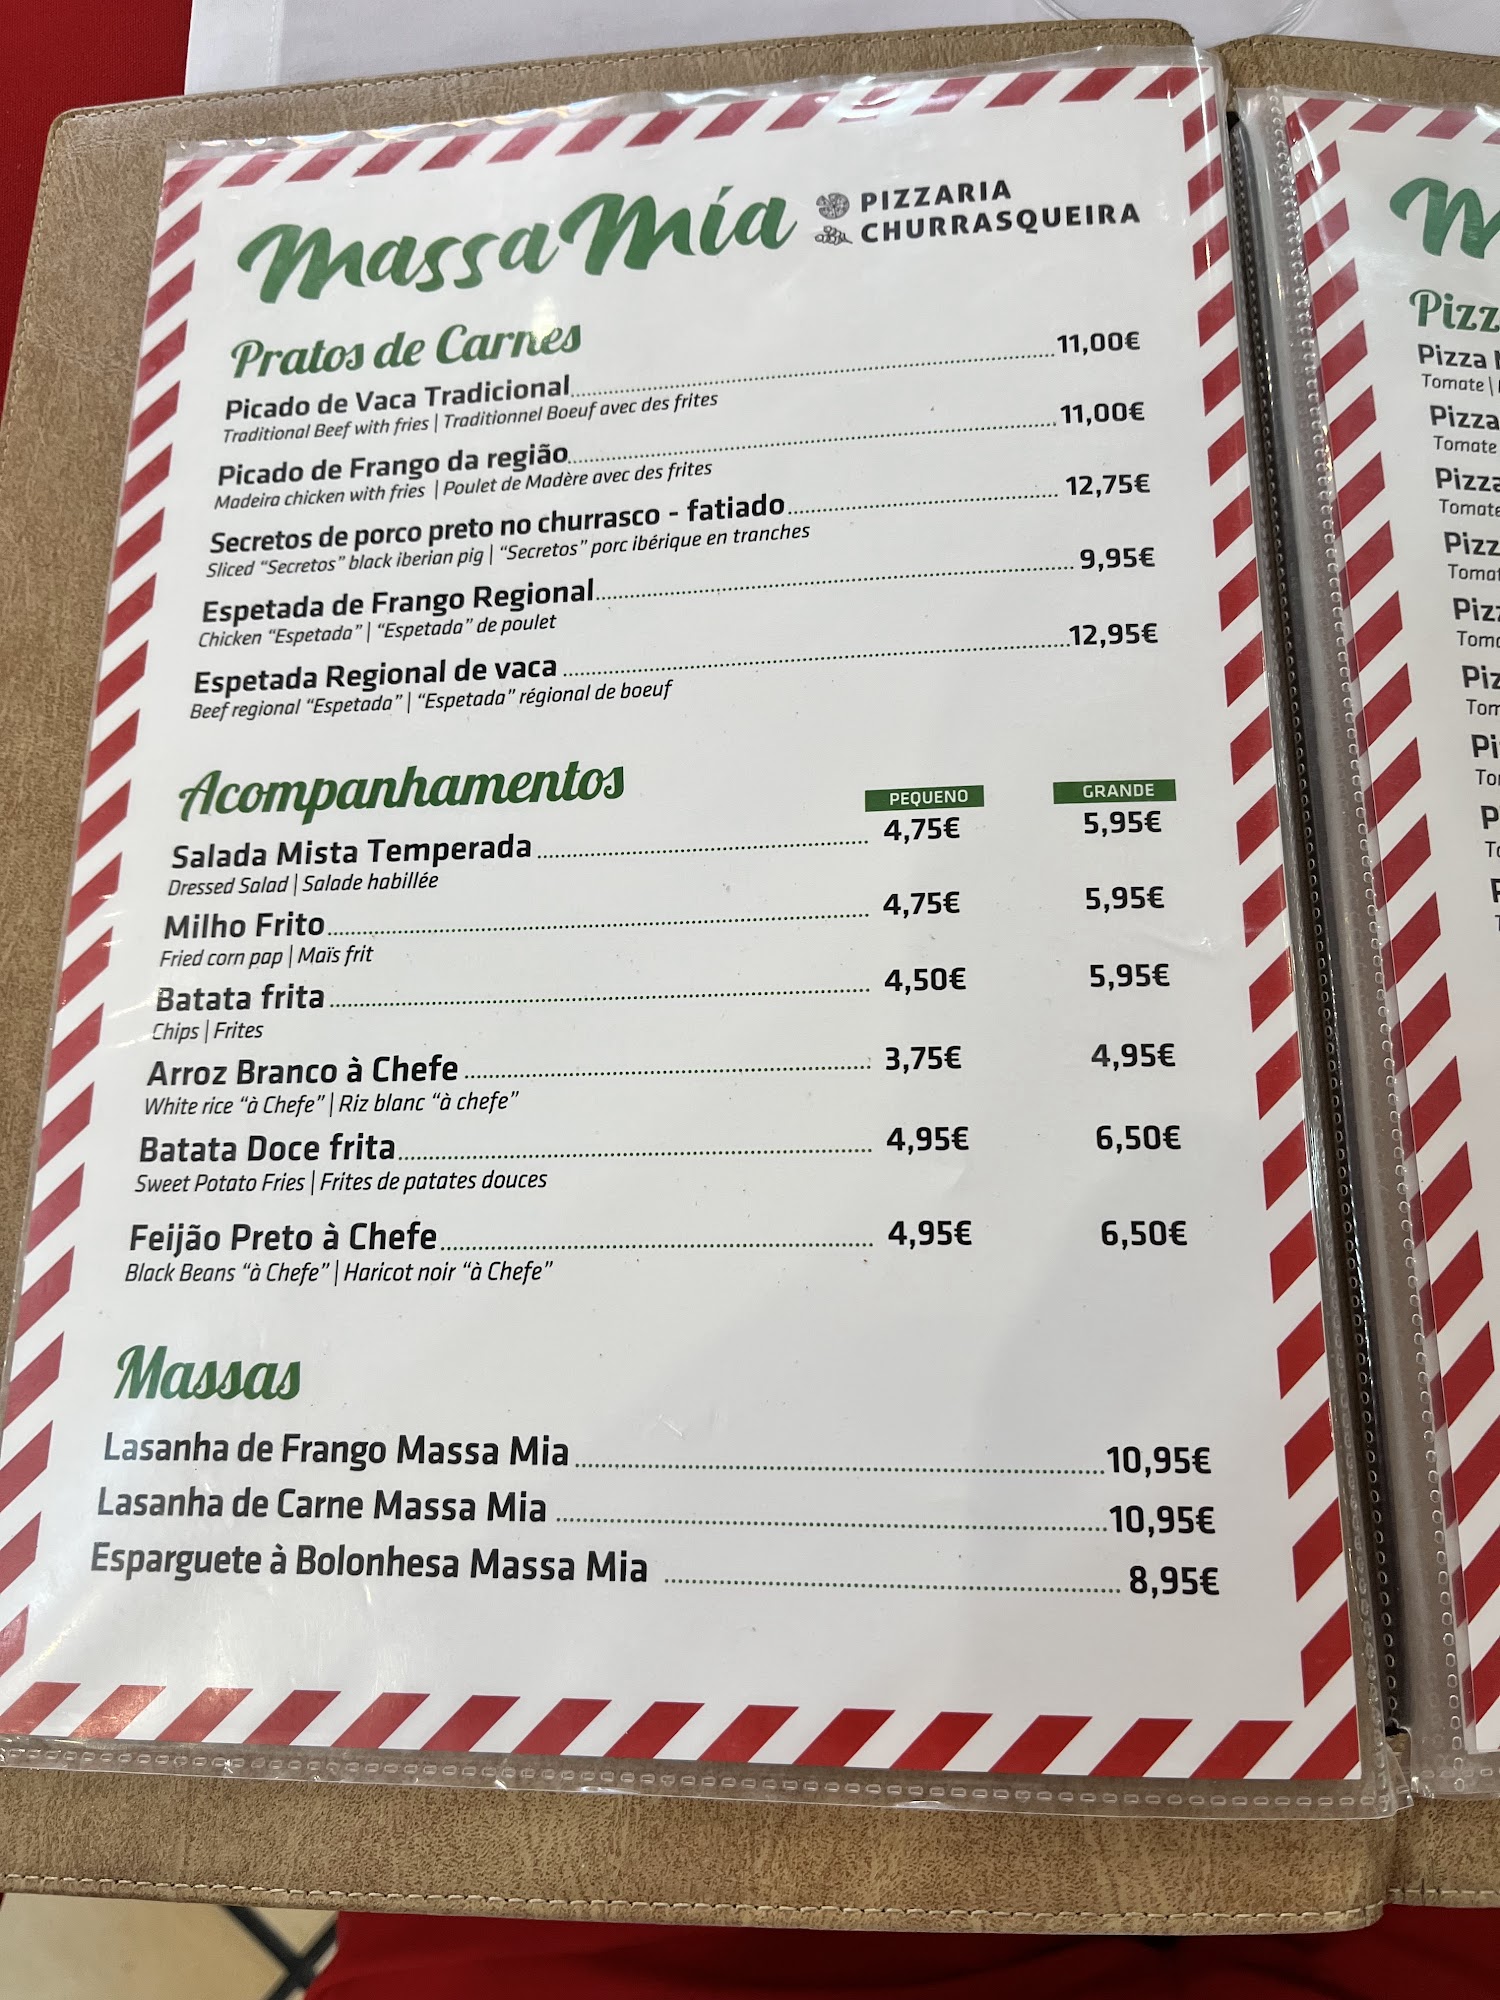 Massa Mía PIZZARIA
CHURRASQUEIRA
Pratos de Carnes
Picado de Vaca Tradicional 11,00€
Traditional Beef with fries | Traditionnel Boeuf avec des frites
Picado de Frango da região 11,00€
Madeira chicken with fries | Poulet de Madère avec des frites
Secretos de porco preto no churrasco - fatiado 12,75€
Sliced “Secretos” black iberian pig | “Secretos” porc ibérique en tranches
Espetada de Frango Regional 9,95€
Chicken “Espetada” | “Espetada” de poulet
Espetada Regional de vaca 12,95€
Beef regional “Espetada” | “Espetada” régional de boeuf
Acompanhamentos PEQUENO GRANDE
Salada Mista Temperada 4,75€ 5,95€
Dressed Salad | Salade habillée
Milho Frito 4,75€ 5,95€
Fried corn pap | Maïs frit
Batata frita 4,50€ 5,95€
Chips | Frites
Arroz Branco à Chefe 3,75€ 4,95€
White rice “à Chefe” | Riz blanc “à chefe”
Batata Doce frita 4,95€ 6,50€
Sweet Potato Fries | Frites de patates douces
Feijão Preto à Chefe 4,95€ 6,50€
Black Beans “à Chefe” | Haricot noir “à Chefe”
Massas
Lasanha de Frango Massa Mia 10,95€
Lasanha de Carne Massa Mia 10,95€
Esparguete à Bolonhesa Massa Mia 8,95€
Pizza
Tomate |
Pizza
Tomate
Pizza
Tomate